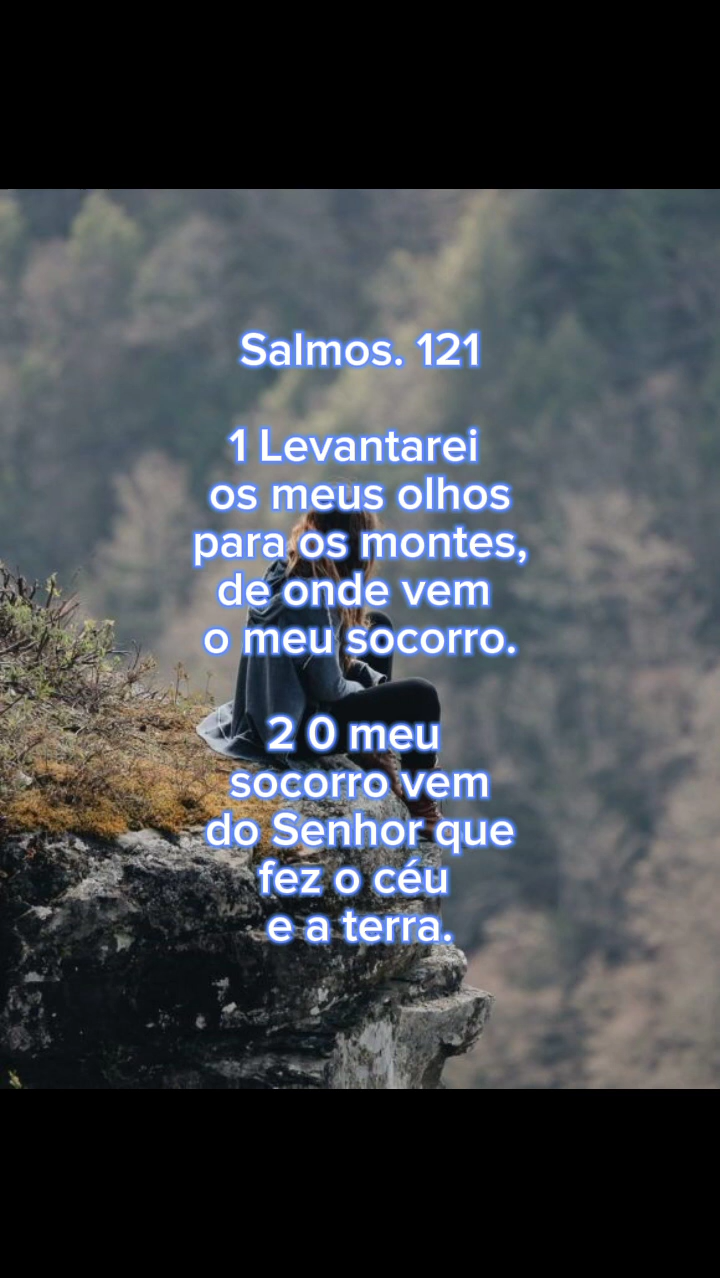 Salmos. 121
1 Levantarei
os meus olhos
para os montes,
de onde vem
o meu socorro.
2 0 meu
socorro vem
do Senhor que
fez o céu
e a terra.